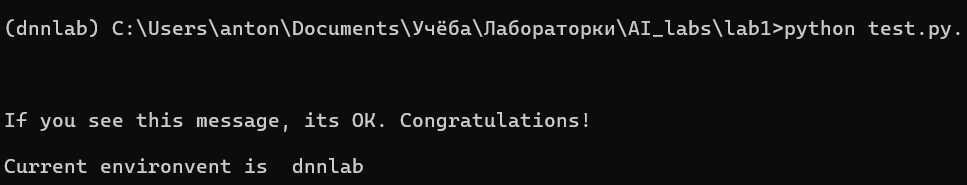 (dnnlab) C:\Users\anton\Documents\Учёба\Лабораторки\AI_labs\lab1>python test.py.
If you see this message, its OK. Congratulations!
Current environvent is  dnnlab